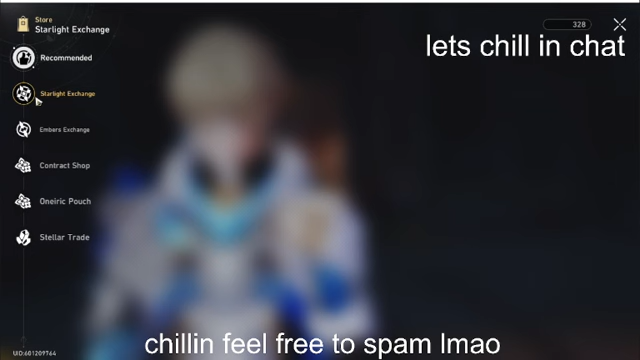 Store
Starlight Exchange
328
lets chill in chat
Recommended
Starlight Exchange
Embers Exchange
Contract Shop
Oneiric Pouch
Stellar Trade
chillin feel free to spam lmao
UID:601209764